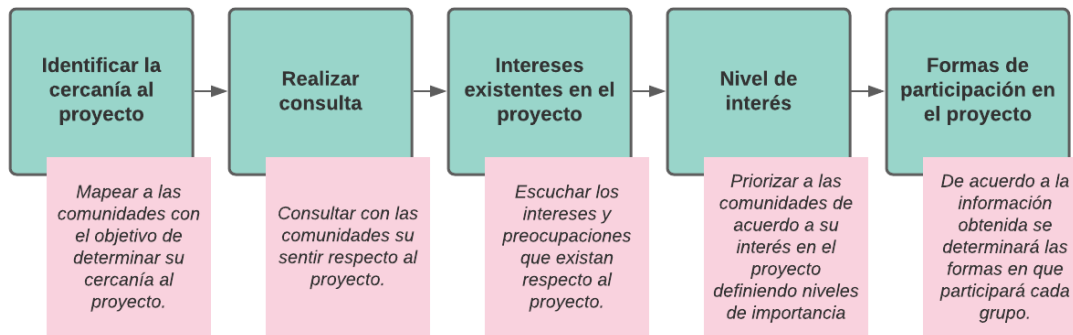 Identificar la
cercanía al
proyecto
Realizar
consulta
Intereses
existentes en el
proyecto
Nivel de
interés
Formas de
participación en
el proyecto
Mapear a las
comunidades con
el objetivo de
determinar su
cercanía al
proyecto.
Consultar con las
comunidades su
sentir respecto al
proyecto.
Escuchar los
intereses y
preocupaciones
que existan
respecto al
proyecto.
Priorizar a las
comunidades de
acuerdo a su
interés en el
proyecto
definiendo niveles
de importancia
De acuerdo a la
información
obtenida se
determinará las
formas en que
participará cada
grupo.